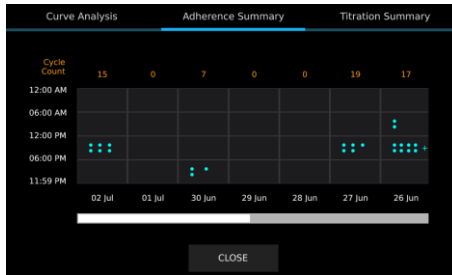 Curve Analysis Adherence Summary Titration Summary
Cycle Count 15 0 7 0 0 19 17
12:00 AM
06:00 AM
12:00 PM
+
06:00 PM
11:59 PM
02 Jul 01 Jul 30 Jun 29 Jun 28 Jun 27 Jun 26 Jun
CLOSE